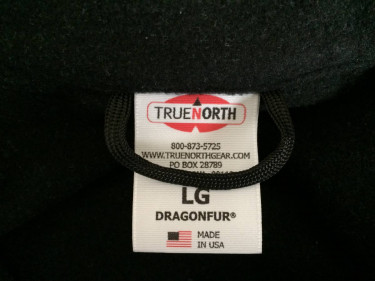 TRUENORTH
800-873-5725
WWW.TRUENORTHGEAR.COM
PO BOX 28789
LG
DRAGONFUR®
MADE
IN USA